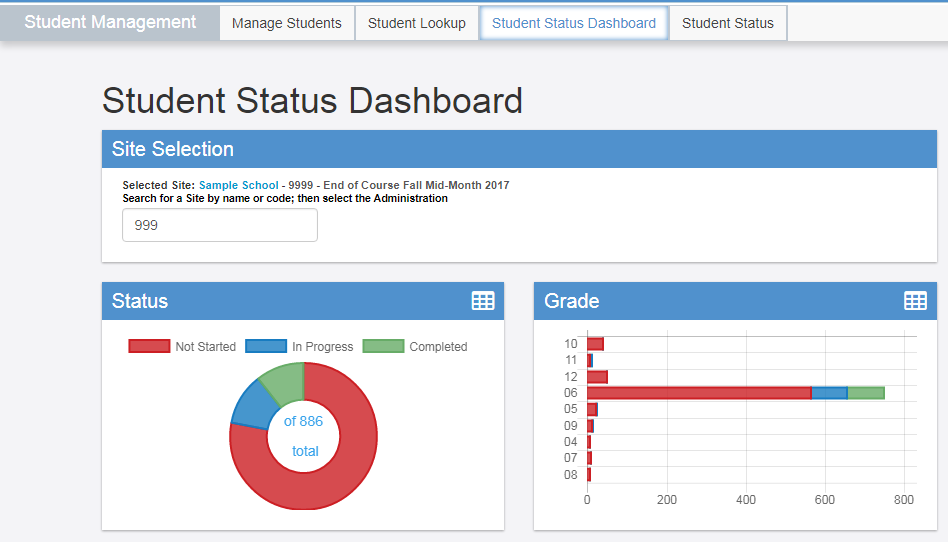 Student Management Manage Students Student Lookup Student Status Dashboard Student Status
Student Status Dashboard
Site Selection
Selected Site: Sample School - 9999 - End of Course Fall Mid-Month 2017
Search for a Site by name or code; then select the Administration
999
Status
Not Started In Progress Completed
of 886
total
Grade
10
11
12
06
05
09
04
07
08
0 200 400 600 800